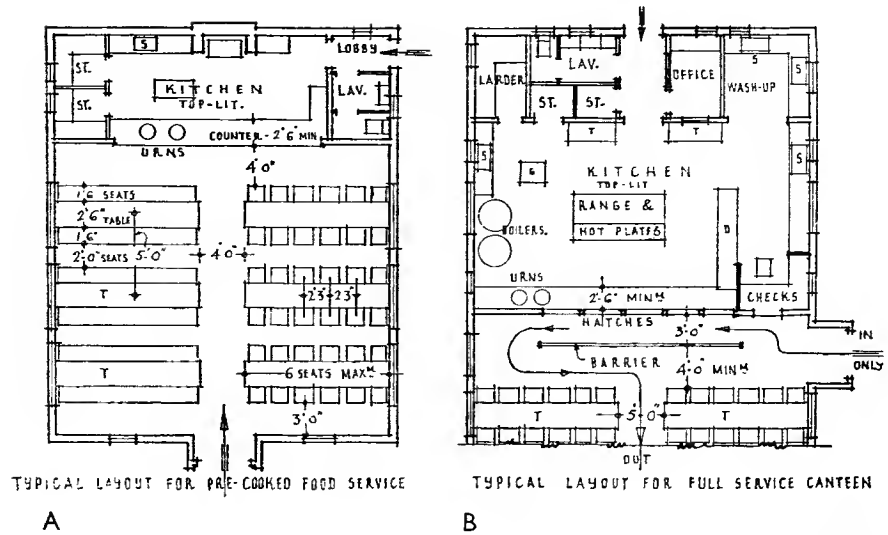 S
LOBBY
ST.
KITCHEN
TOP-LIT.
LAV.
ST.
COUNTER - 2'6" MIN
URNS
4'0"
1'6 SEATS
2'6" TABLE
1'6"
2'0" SEATS
5'0"
4'0"
T
2'3"
2'3"
T
6 SEATS MAXM
3'0"
TYPICAL LAYOUT FOR PRE-COOKED FOOD SERVICE
A
LARDER
LAV.
OFFICE
S
WASH-UP
S
ST.
ST.
T
T
S
S
KITCHEN
TOP-LIT
RANGE &
HOT PLATES
BOILERS.
D
URNS
2'-6" MINM
CHECKS
HATCHES
3'0"
IN
BARRIER
4'-0" MINM
ONLY
T
5'-0"
T
OUT
TYPICAL LAYOUT FOR FULL SERVICE CANTEEN
B